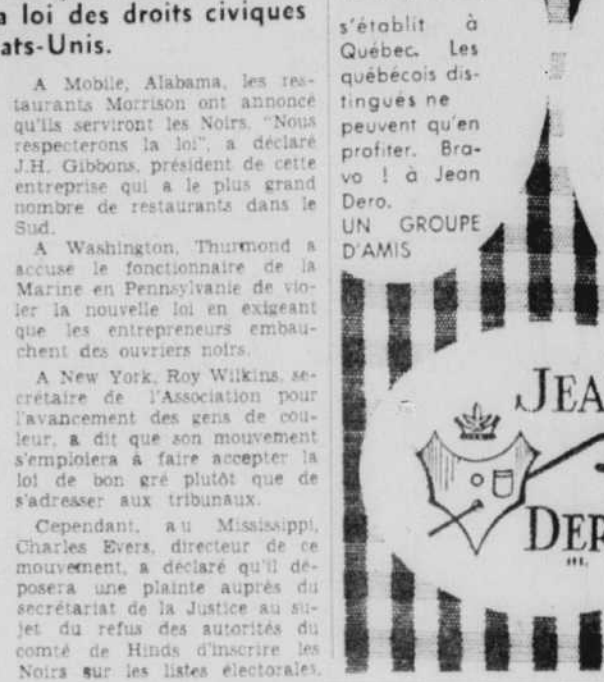 a loi des droits civiques
ats-Unis.
A Mobile, Alabama, les res-
taurants Morrison ont annoncé
qu'ils serviront les Noirs. "Nous
respecterons la loi", a déclaré
J.H. Gibbons, président de cette
entreprise qui a le plus grand
nombre de restaurants dans le
Sud.
A Washington, Thurmond a
accusé le fonctionnaire de la
Marine en Pennsylvanie de vio-
ler la nouvelle loi en exigeant
que les entrepreneurs embau-
chent des ouvriers noirs.
A New York, Roy Wilkins, se-
crétaire de l'Association pour
l'avancement des gens de cou-
leur, a dit que son mouvement
s'emploiera à faire accepter la
loi de bon gré plutôt que de
s'adresser aux tribunaux.
Cependant, au Mississippi,
Charles Evers, directeur de ce
mouvement, a déclaré qu'il dé-
posera une plainte auprès du
secrétariat de la Justice au su-
jet du refus des autorités du
comté de Hinds d'inscrire les
Noirs sur les listes électorales.
s'établit à
Québec. Les
québécois dis-
tingués ne
peuvent qu'en
profiter. Bra-
vo ! à Jean
Dero.
UN GROUPE
D'AMIS
JEA
DER